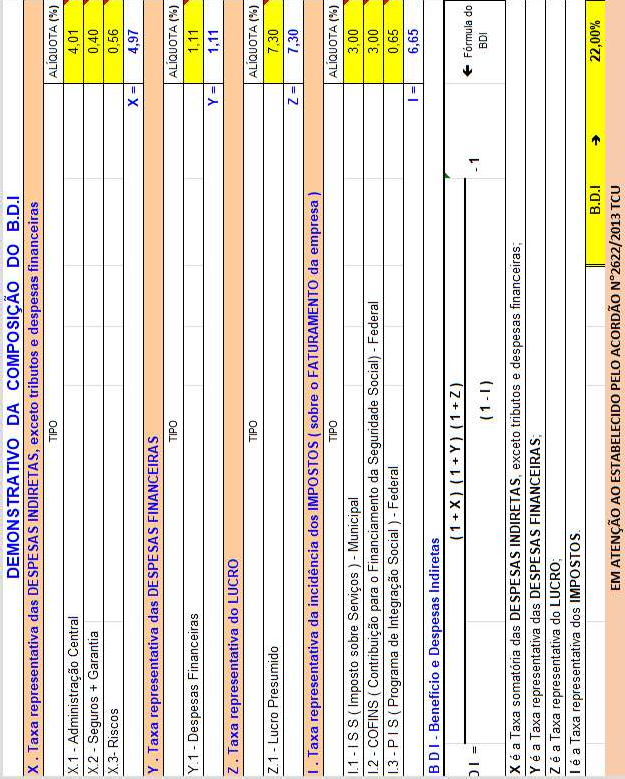 DEMONSTRATIVO DA COMPOSIÇÃO DO B.D.I
X . Taxa representativa das DESPESAS INDIRETAS, exceto tributos e despesas financeiras
TIPO ALÍQUOTA (%)
X.1 - Administração Central 4,01
X.2 - Seguros + Garantia 0,40
X.3- Riscos 0,56
X = 4,97
Y . Taxa representativa das DESPESAS FINANCEIRAS
TIPO ALÍQUOTA (%)
Y.1 - Despesas Financeiras 1,11
Y = 1,11
Z . Taxa representativa do LUCRO
TIPO ALÍQUOTA (%)
Z.1 - Lucro Presumido 7,30
Z = 7,30
I . Taxa representativa da incidência dos IMPOSTOS ( sobre o FATURAMENTO da empresa )
TIPO ALÍQUOTA (%)
I.1 - I S S ( Imposto sobre Serviços ) - Municipal 3,00
I.2 - COFINS ( Contribuição para o Financiamento da Seguridade Social) - Federal 3,00
I.3 - P I S ( Programa de Integração Social ) - Federal 0,65
I = 6,65
B D I - Benefício e Despesas Indiretas
( 1 + X ) ( 1 + Y ) ( 1 + Z )
D I = - 1 ← Fórmula do BDI
( 1 - I )
X é a Taxa somatória das DESPESAS INDIRETAS, exceto tributos e despesas financeiras;
Y é a Taxa representativa das DESPESAS FINANCEIRAS;
Z é a Taxa representativa do LUCRO;
I é a Taxa representativa dos IMPOSTOS.
B.D.I → 22,00%
EM ATENÇÃO AO ESTABELECIDO PELO ACORDÃO N°2622/2013 TCU